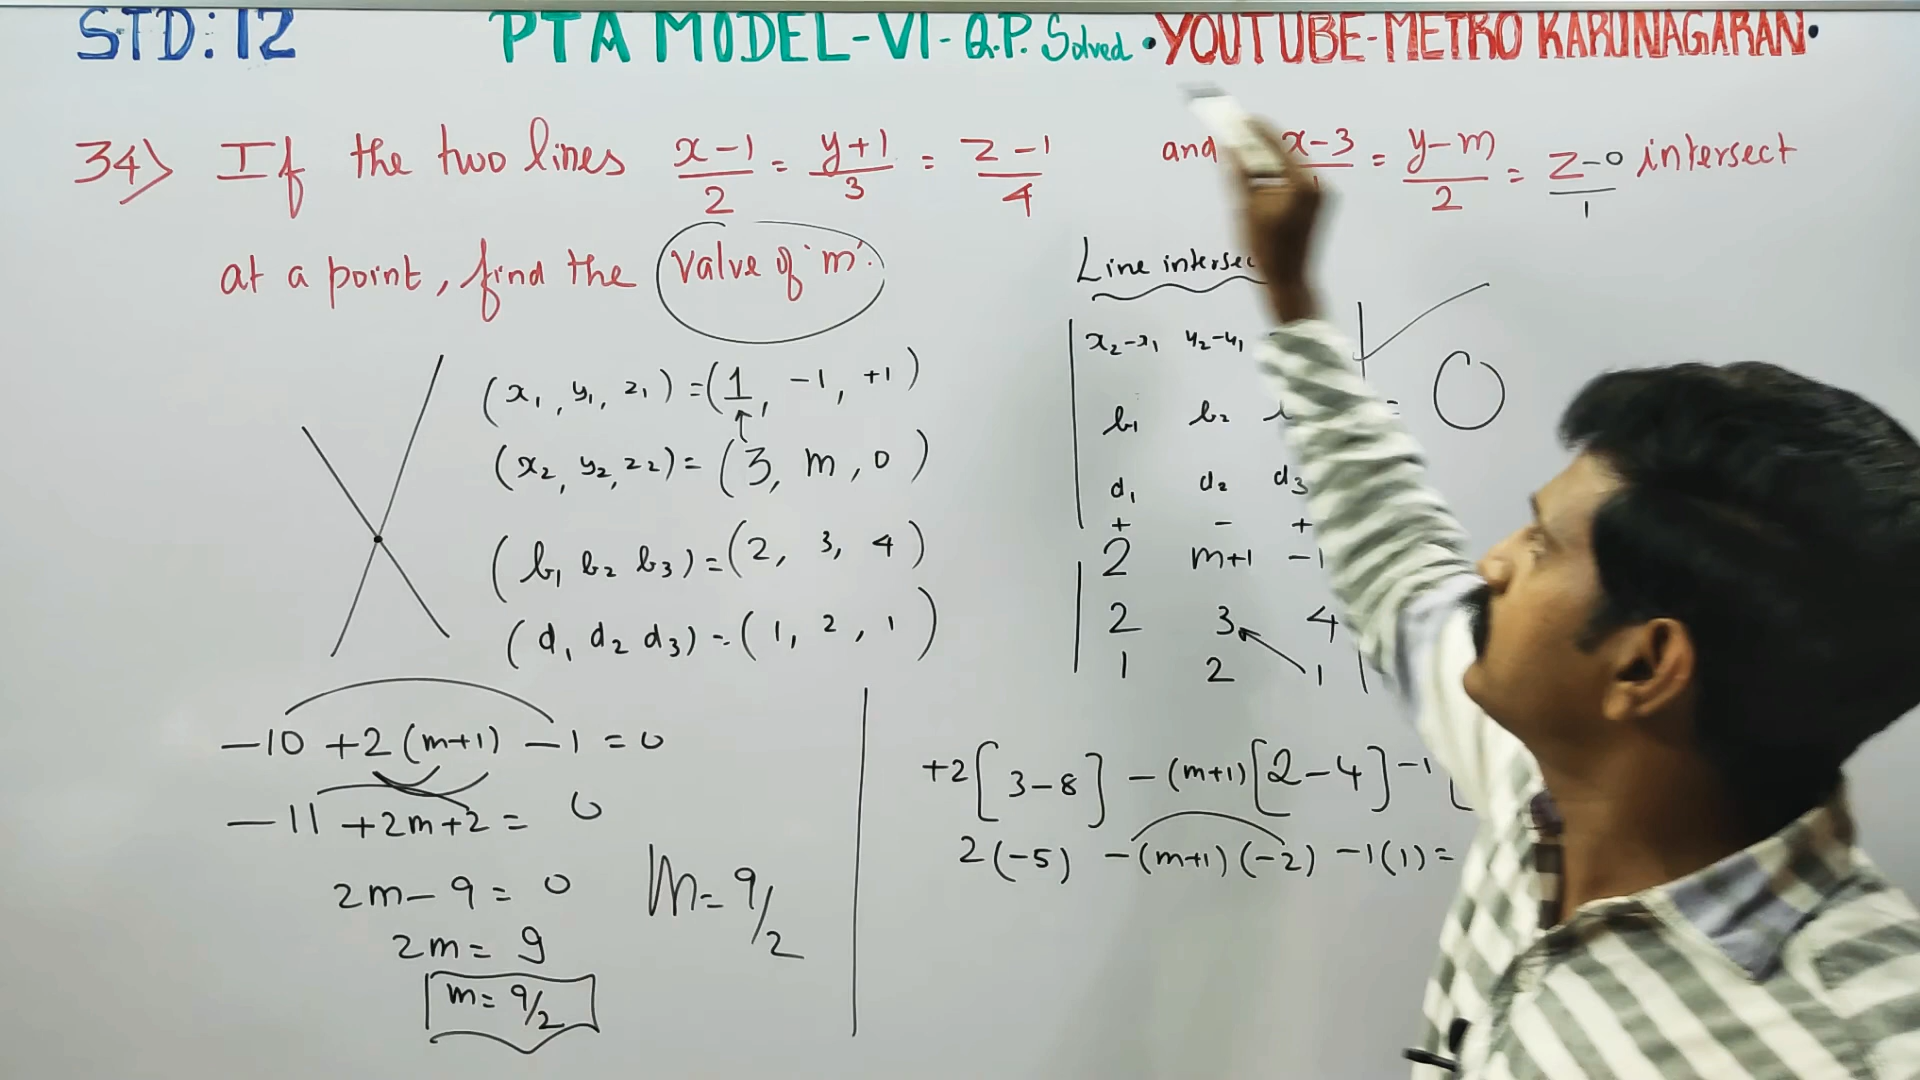 STD: 12 PTA MODEL-VI-Q.P. Solved •YOUTUBE-METRO KARUNAGARAN•
34) If the two lines x-1/2 = y+1/3 = z-1/4 and x-3/1 = y-m/2 = z-0/1 intersect
at a point, find the value of 'm'.
(x₁, y₁, z₁) = (1, -1, +1)
(x₂, y₂, z₂) = (3, m, 0)
(b₁ b₂ b₃) = (2, 3, 4)
(d₁ d₂ d₃) = (1, 2, 1)
-10 +2(m+1) -1 = 0
-11 +2m+2 = 0
2m-9 = 0
2m = 9
m = 9/2
M = 9/2
Line
x₂-x₁ y₂-y₁
b₁ b₂ = 0
d₁ d₂ d₃
+ - +
2 m+1 -1
2 3 4
1 2 1
+2[3-8] -(m+1)[2-4] -1[
2(-5) -(m+1)(-2) -1(1) =